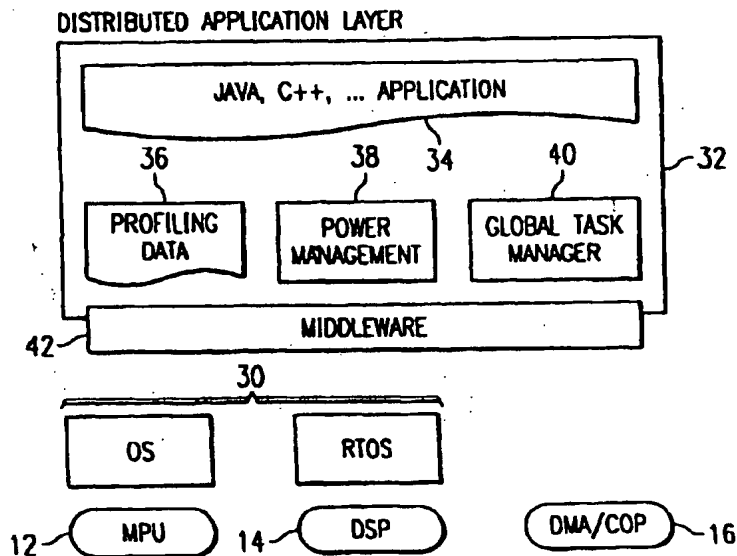 DISTRIBUTED APPLICATION LAYER
JAVA, C++, ... APPLICATION
34
32
36
38
40
PROFILING
DATA
POWER
MANAGEMENT
GLOBAL TASK
MANAGER
MIDDLEWARE
42
30
OS
RTOS
12
MPU
14
DSP
DMA/COP
16